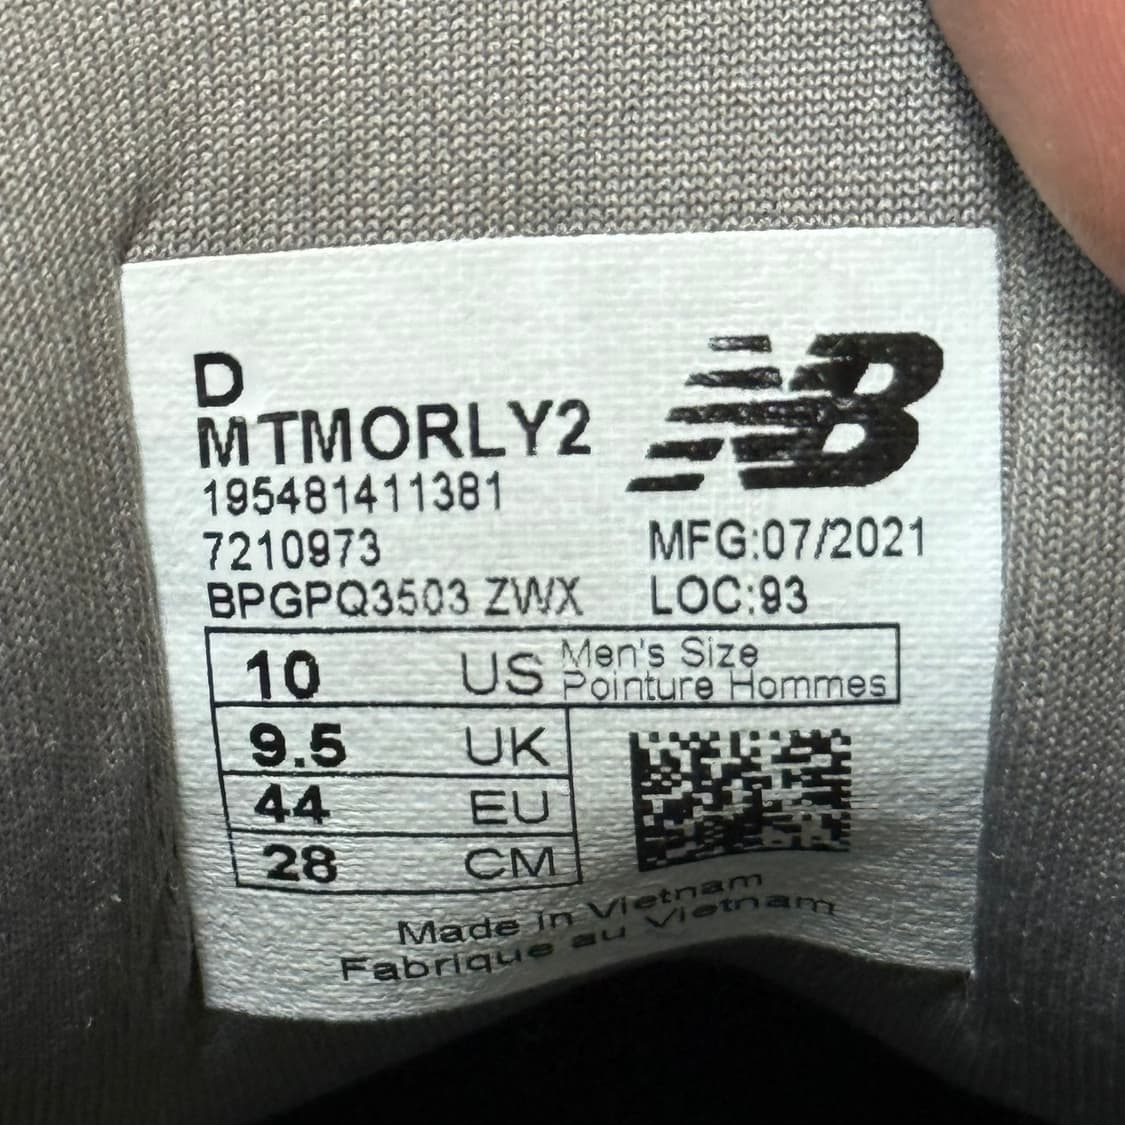 D
MTMORLY2
195481411381
7210973
MFG:07/2021
BPGPQ3503 ZWX
LOC:93
10 US Men's Size
Pointure Hommes
9.5 UK
44 EU
28 CM
Made in Vietnam
Fabrique au Vietnam
NB